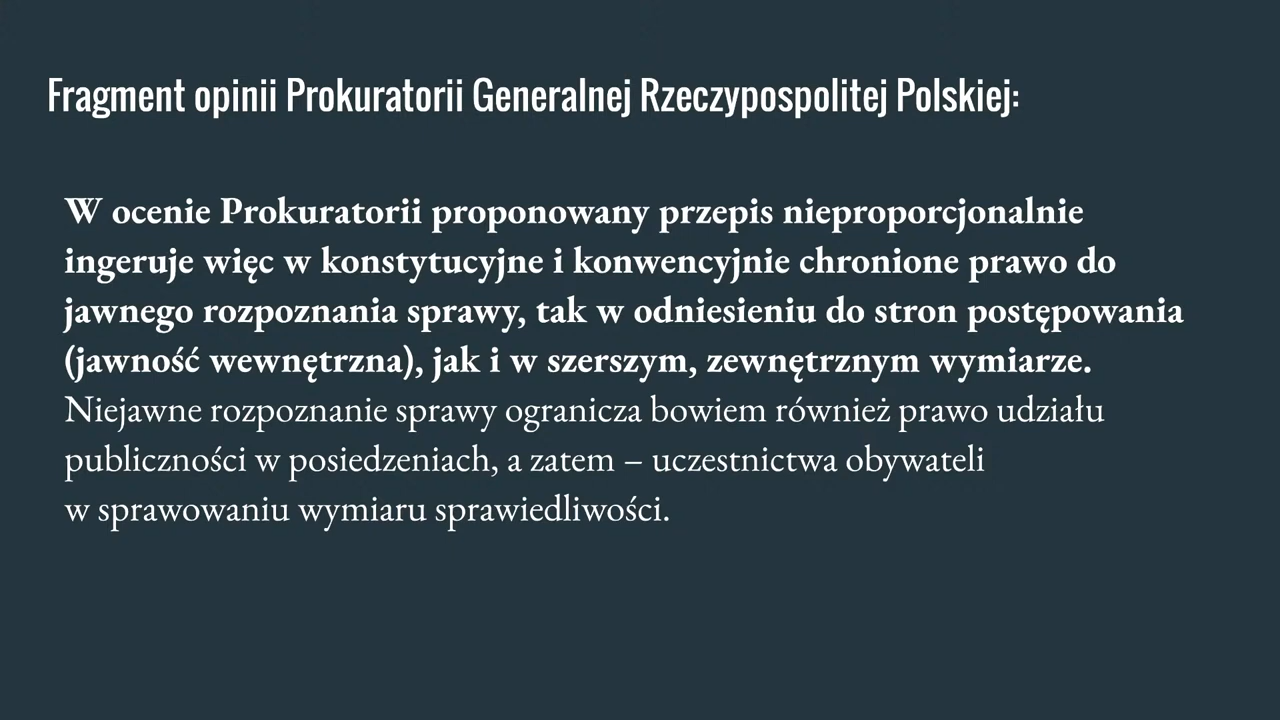 Fragment opinii Prokuratorii Generalnej Rzeczypospolitej Polskiej:
W ocenie Prokuratorii proponowany przepis nieproporcjonalnie
ingeruje więc w konstytucyjne i konwencyjnie chronione prawo do
jawnego rozpoznania sprawy, tak w odniesieniu do stron postępowania
(jawność wewnętrzna), jak i w szerszym, zewnętrznym wymiarze.
Niejawne rozpoznanie sprawy ogranicza bowiem również prawo udziału
publiczności w posiedzeniach, a zatem – uczestnictwa obywateli
w sprawowaniu wymiaru sprawiedliwości.